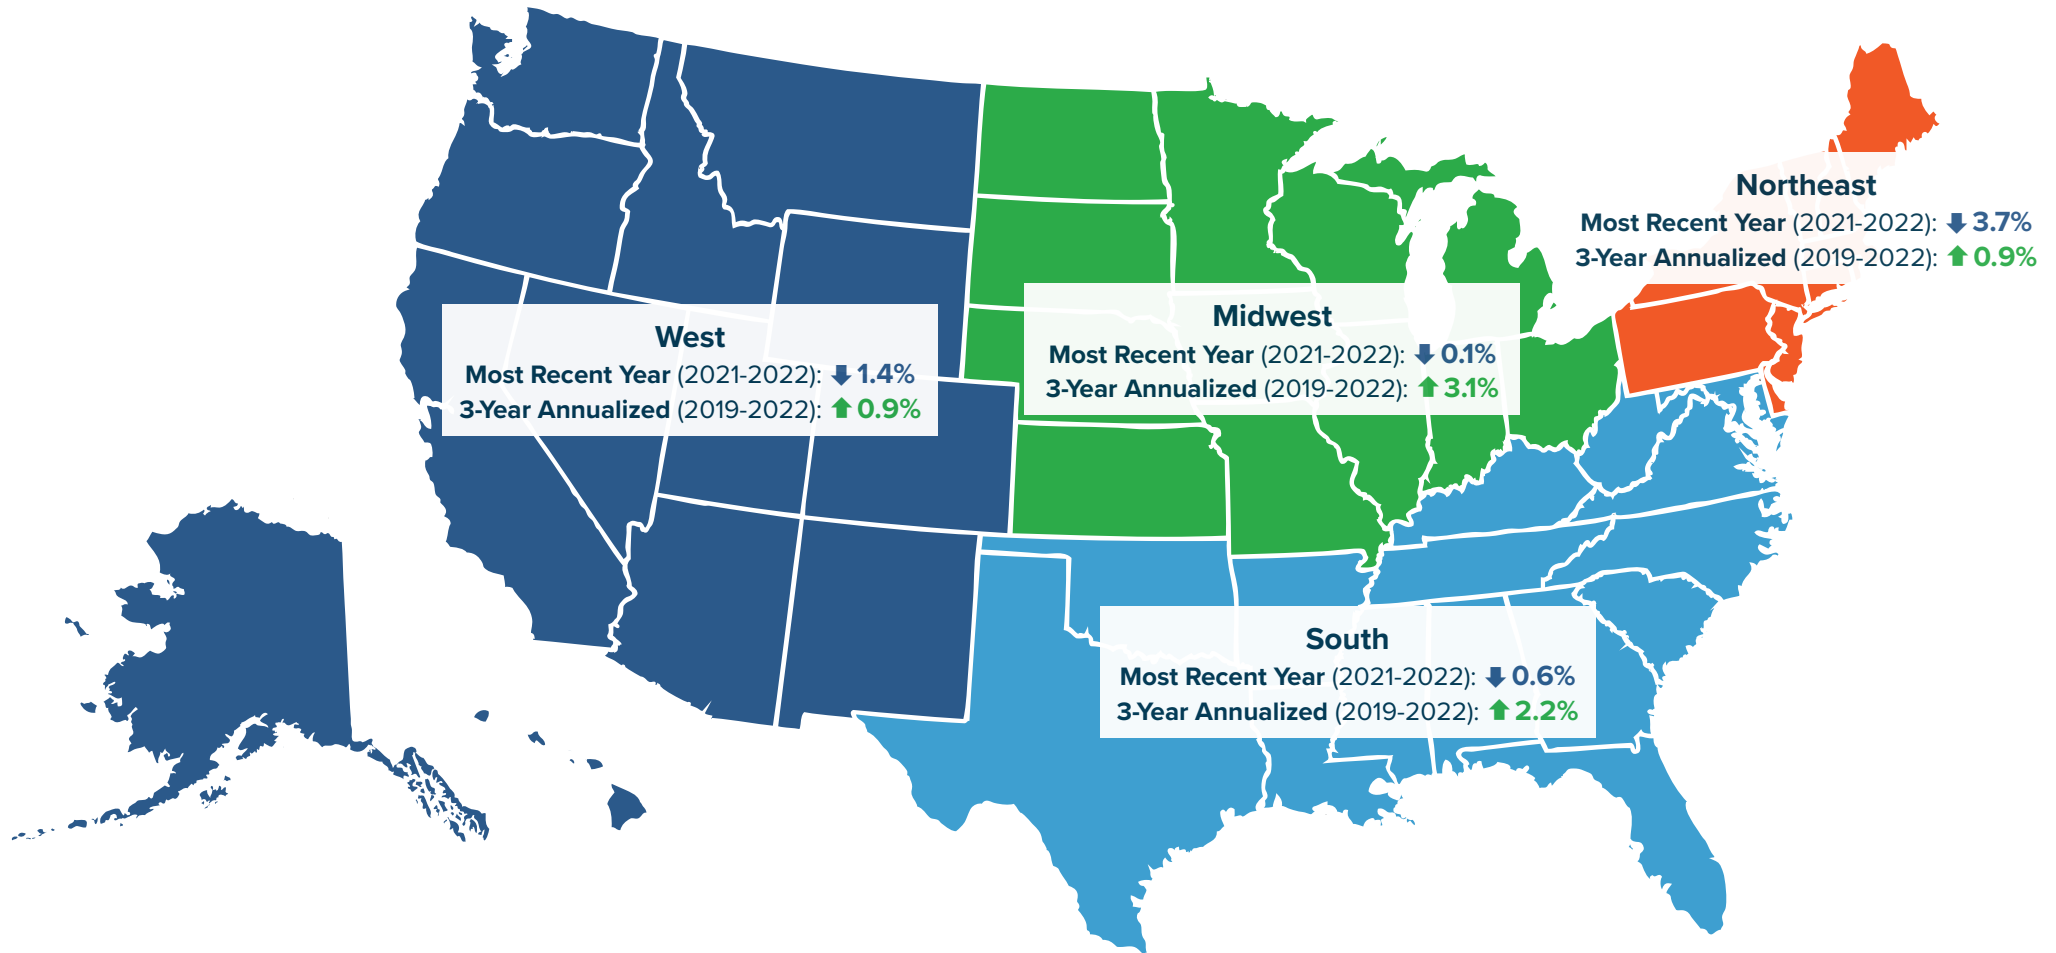 Northeast
Most Recent Year (2021-2022): ⬇ 3.7%
3-Year Annualized (2019-2022): ⬆ 0.9%
West
Most Recent Year (2021-2022): ⬇ 1.4%
3-Year Annualized (2019-2022): ⬆ 0.9%
Midwest
Most Recent Year (2021-2022): ⬇ 0.1%
3-Year Annualized (2019-2022): ⬆ 3.1%
South
Most Recent Year (2021-2022): ⬇ 0.6%
3-Year Annualized (2019-2022): ⬆ 2.2%